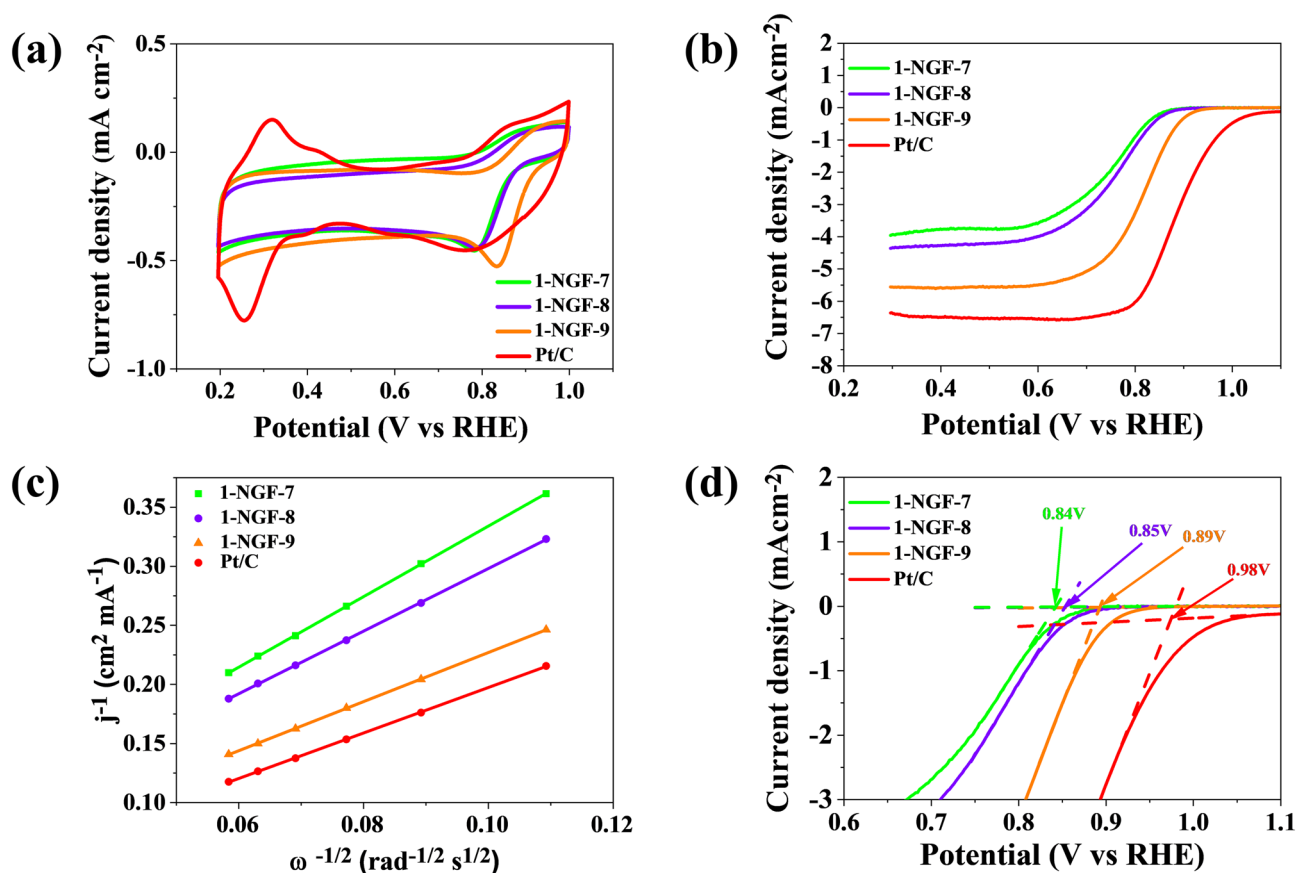 (a)
0.5
0.0
-0.5
-1.0
Current density (mA cm-2)
1-NGF-7
1-NGF-8
1-NGF-9
Pt/C
0.2 0.4 0.6 0.8 1.0
Potential (V vs RHE)
(b)
2
1
0
-1
-2
-3
-4
-5
-6
-7
-8
Current density (mAcm-2)
1-NGF-7
1-NGF-8
1-NGF-9
Pt/C
0.2 0.4 0.6 0.8 1.0
Potential (V vs RHE)
(c)
0.35
0.30
0.25
0.20
0.15
0.10
j-1 (cm2 mA-1)
1-NGF-7
1-NGF-8
1-NGF-9
Pt/C
0.06 0.08 0.10 0.12
ω -1/2 (rad-1/2 s1/2)
(d)
2
1
0
-1
-2
-3
Current density (mAcm-2)
1-NGF-7
1-NGF-8
1-NGF-9
Pt/C
0.84V
0.85V
0.89V
0.98V
0.6 0.7 0.8 0.9 1.0 1.1
Potential (V vs RHE)